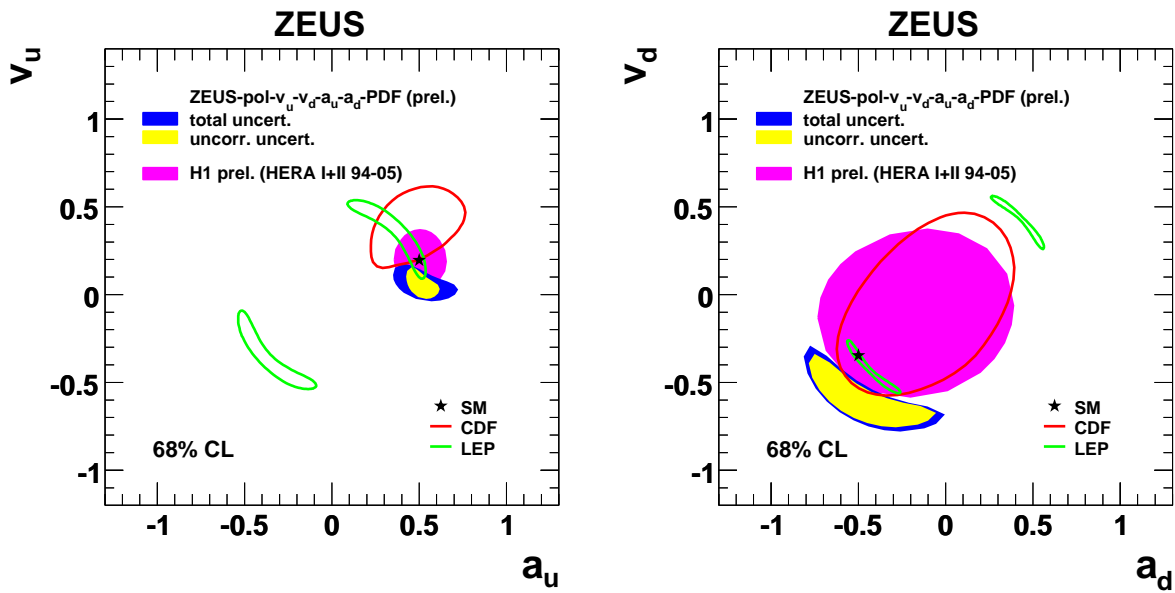 ZEUS
v_u
1
0.5
0
-0.5
-1
ZEUS-pol-v_u-v_d-a_u-a_d-PDF (prel.)
total uncert.
uncorr. uncert.
H1 prel. (HERA I+II 94-05)
SM
CDF
LEP
68% CL
-1 -0.5 0 0.5 1
a_u
ZEUS
v_d
1
0.5
0
-0.5
-1
ZEUS-pol-v_u-v_d-a_u-a_d-PDF (prel.)
total uncert.
uncorr. uncert.
H1 prel. (HERA I+II 94-05)
SM
CDF
LEP
68% CL
-1 -0.5 0 0.5 1
a_d